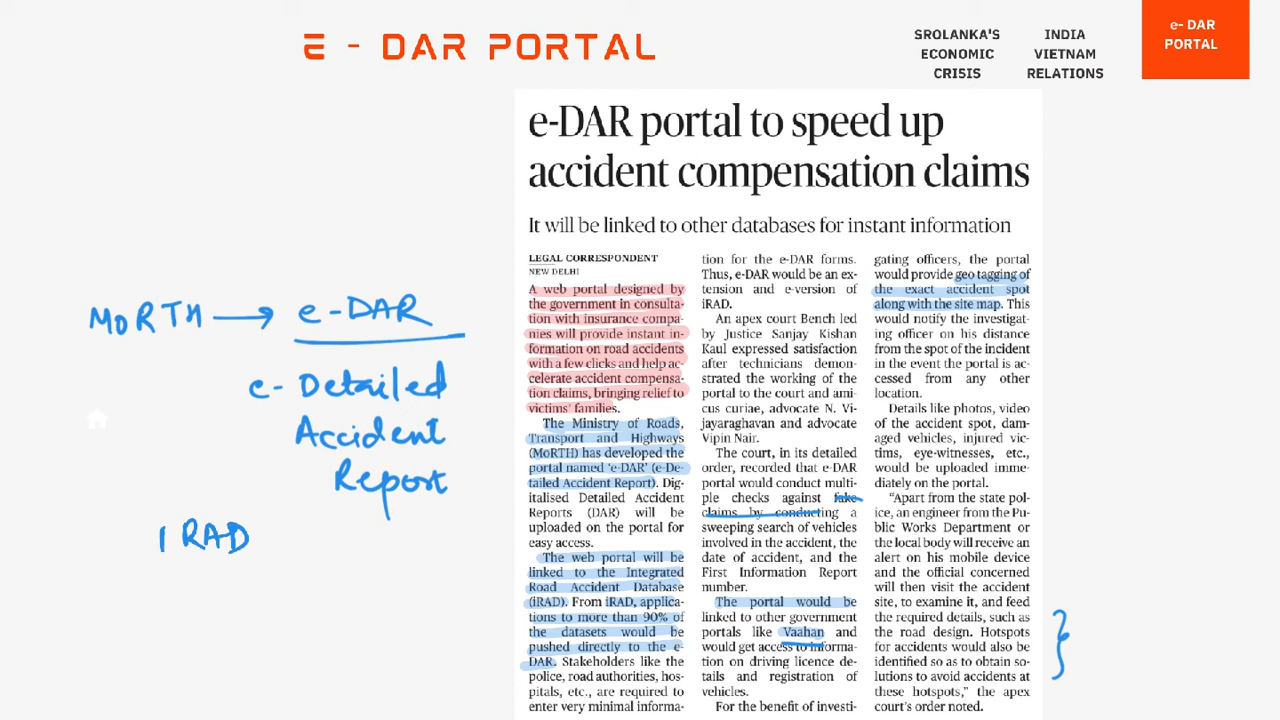 E - DAR PORTAL
SROLANKA'S
ECONOMIC
CRISIS
INDIA
VIETNAM
RELATIONS
e- DAR
PORTAL
MoRTH → e-DAR
e- Detailed
Accident
Report
iRAD
e-DAR portal to speed up
accident compensation claims
It will be linked to other databases for instant information
LEGAL CORRESPONDENT
NEW DELHI
A web portal designed by
the government in consulta-
tion with insurance compa-
nies will provide instant in-
formation on road accidents
with a few clicks and help ac-
celerate accident compensa-
tion claims, bringing relief to
victims' families.
The Ministry of Roads,
Transport and Highways
(MoRTH) has developed the
portal named 'e-DAR' (e-De-
tailed Accident Report). Dig-
italised Detailed Accident
Reports (DAR) will be
uploaded on the portal for
easy access.
The web portal will be
linked to the Integrated
Road Accident Database
(iRAD). From iRAD, applica-
tions to more than 90% of
the datasets would be
pushed directly to the e-
DAR. Stakeholders like the
police, road authorities, hos-
pitals, etc., are required to
enter very minimal informa-
tion for the e-DAR forms.
Thus, e-DAR would be an ex-
tension and e-version of
iRAD.
An apex court Bench led
by Justice Sanjay Kishan
Kaul expressed satisfaction
after technicians demon-
strated the working of the
portal to the court and ami-
cus curiae, advocate N. Vi-
jayaraghavan and advocate
Vipin Nair.
The court, in its detailed
order, recorded that e-DAR
portal would conduct multi-
ple checks against fake
claims by conducting a
sweeping search of vehicles
involved in the accident, the
date of accident, and the
First Information Report
number.
The portal would be
linked to other government
portals like Vaahan and
would get access to informa-
tion on driving licence de-
tails and registration of
vehicles.
For the benefit of investi-
gating officers, the portal
would provide geo tagging of
the exact accident spot
along with the site map. This
would notify the investigat-
ing officer on his distance
from the spot of the incident
in the event the portal is ac-
cessed from any other
location.
Details like photos, video
of the accident spot, dam-
aged vehicles, injured vic-
tims, eye-witnesses, etc.,
would be uploaded imme-
diately on the portal.
"Apart from the state pol-
ice, an engineer from the Pu-
blic Works Department or
the local body will receive an
alert on his mobile device
and the official concerned
will then visit the accident
site, to examine it, and feed
the required details, such as
the road design. Hotspots
for accidents would also be
identified so as to obtain so-
lutions to avoid accidents at
these hotspots," the apex
court's order noted.